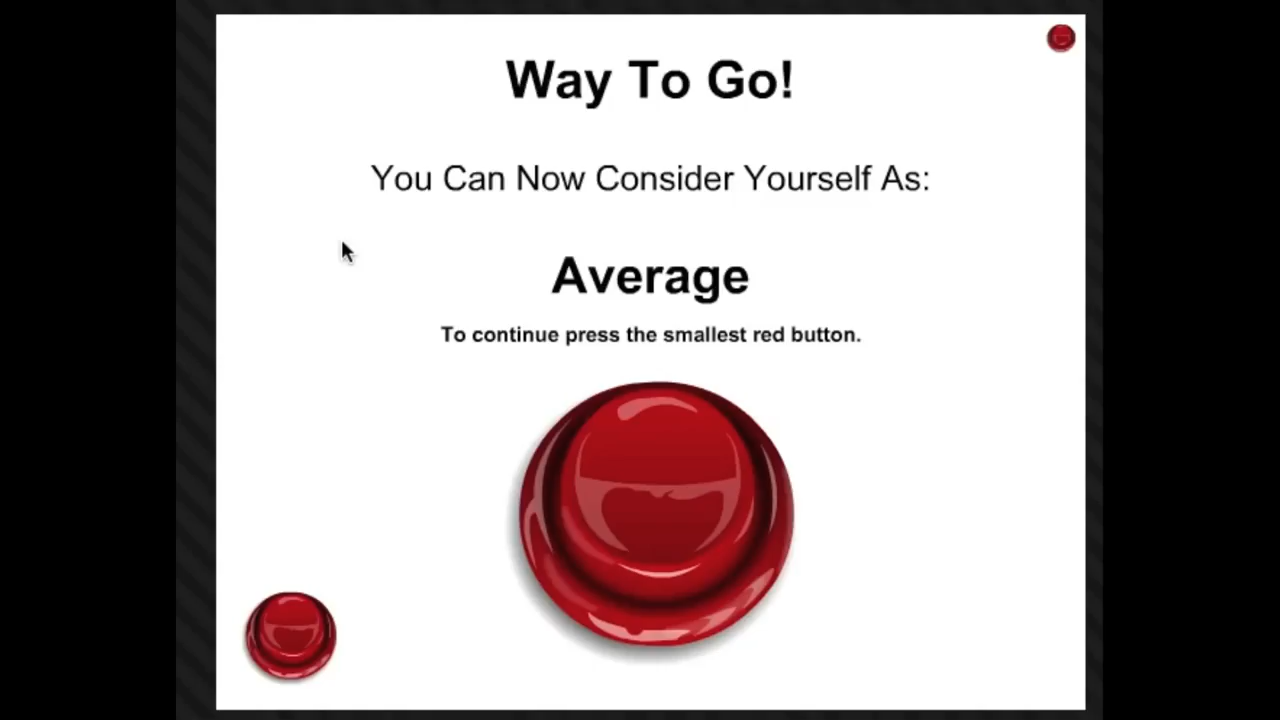 Way To Go!
You Can Now Consider Yourself As:
Average
To continue press the smallest red button.